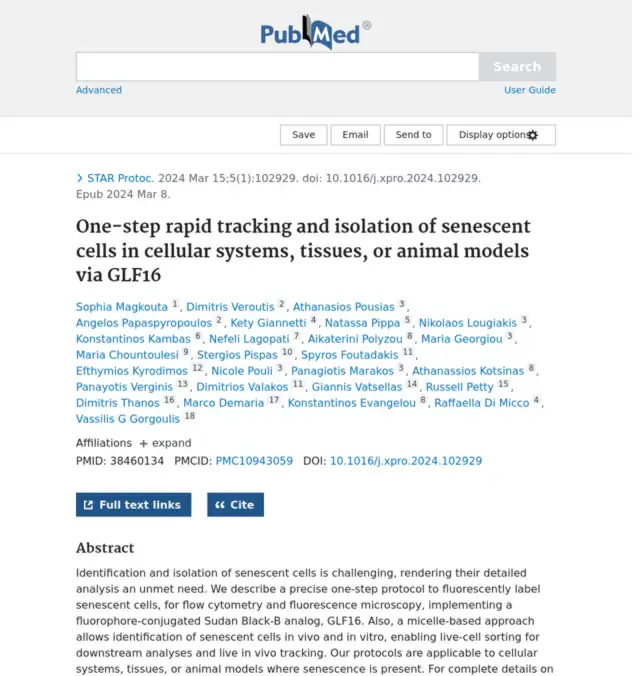 PubMed®
Search
Advanced
User Guide
Save
Email
Send to
Display options
STAR Protoc. 2024 Mar 15;5(1):102929. doi: 10.1016/j.xpro.2024.102929.
Epub 2024 Mar 8.
One-step rapid tracking and isolation of senescent
cells in cellular systems, tissues, or animal models
via GLF16
Sophia Magkouta 1, Dimitris Veroutis 2, Athanasios Pousias 3,
Angelos Papaspyropoulos 2, Kety Giannetti 4, Natassa Pippa 5, Nikolaos Lougiakis 3,
Konstantinos Kambas 6, Nefeli Lagopati 7, Aikaterini Polyzou 8, Maria Georgiou 3,
Maria Chountoulesi 9, Stergios Pispas 10, Spyros Foutadakis 11,
Efthymios Kyrodimos 12, Nicole Pouli 3, Panagiotis Marakos 3, Athanassios Kotsinas 8,
Panayotis Verginis 13, Dimitrios Valakos 11, Giannis Vatsellas 14, Russell Petty 15,
Dimitris Thanos 16, Marco Demaria 17, Konstantinos Evangelou 8, Raffaella Di Micco 4,
Vassilis G Gorgoulis 18
Affiliations + expand
PMID: 38460134 PMCID: PMC10943059 DOI: 10.1016/j.xpro.2024.102929
Full text links
Cite
Abstract
Identification and isolation of senescent cells is challenging, rendering their detailed
analysis an unmet need. We describe a precise one-step protocol to fluorescently label
senescent cells, for flow cytometry and fluorescence microscopy, implementing a
fluorophore-conjugated Sudan Black-B analog, GLF16. Also, a micelle-based approach
allows identification of senescent cells in vivo and in vitro, enabling live-cell sorting for
downstream analyses and live in vivo tracking. Our protocols are applicable to cellular
systems, tissues, or animal models where senescence is present. For complete details on